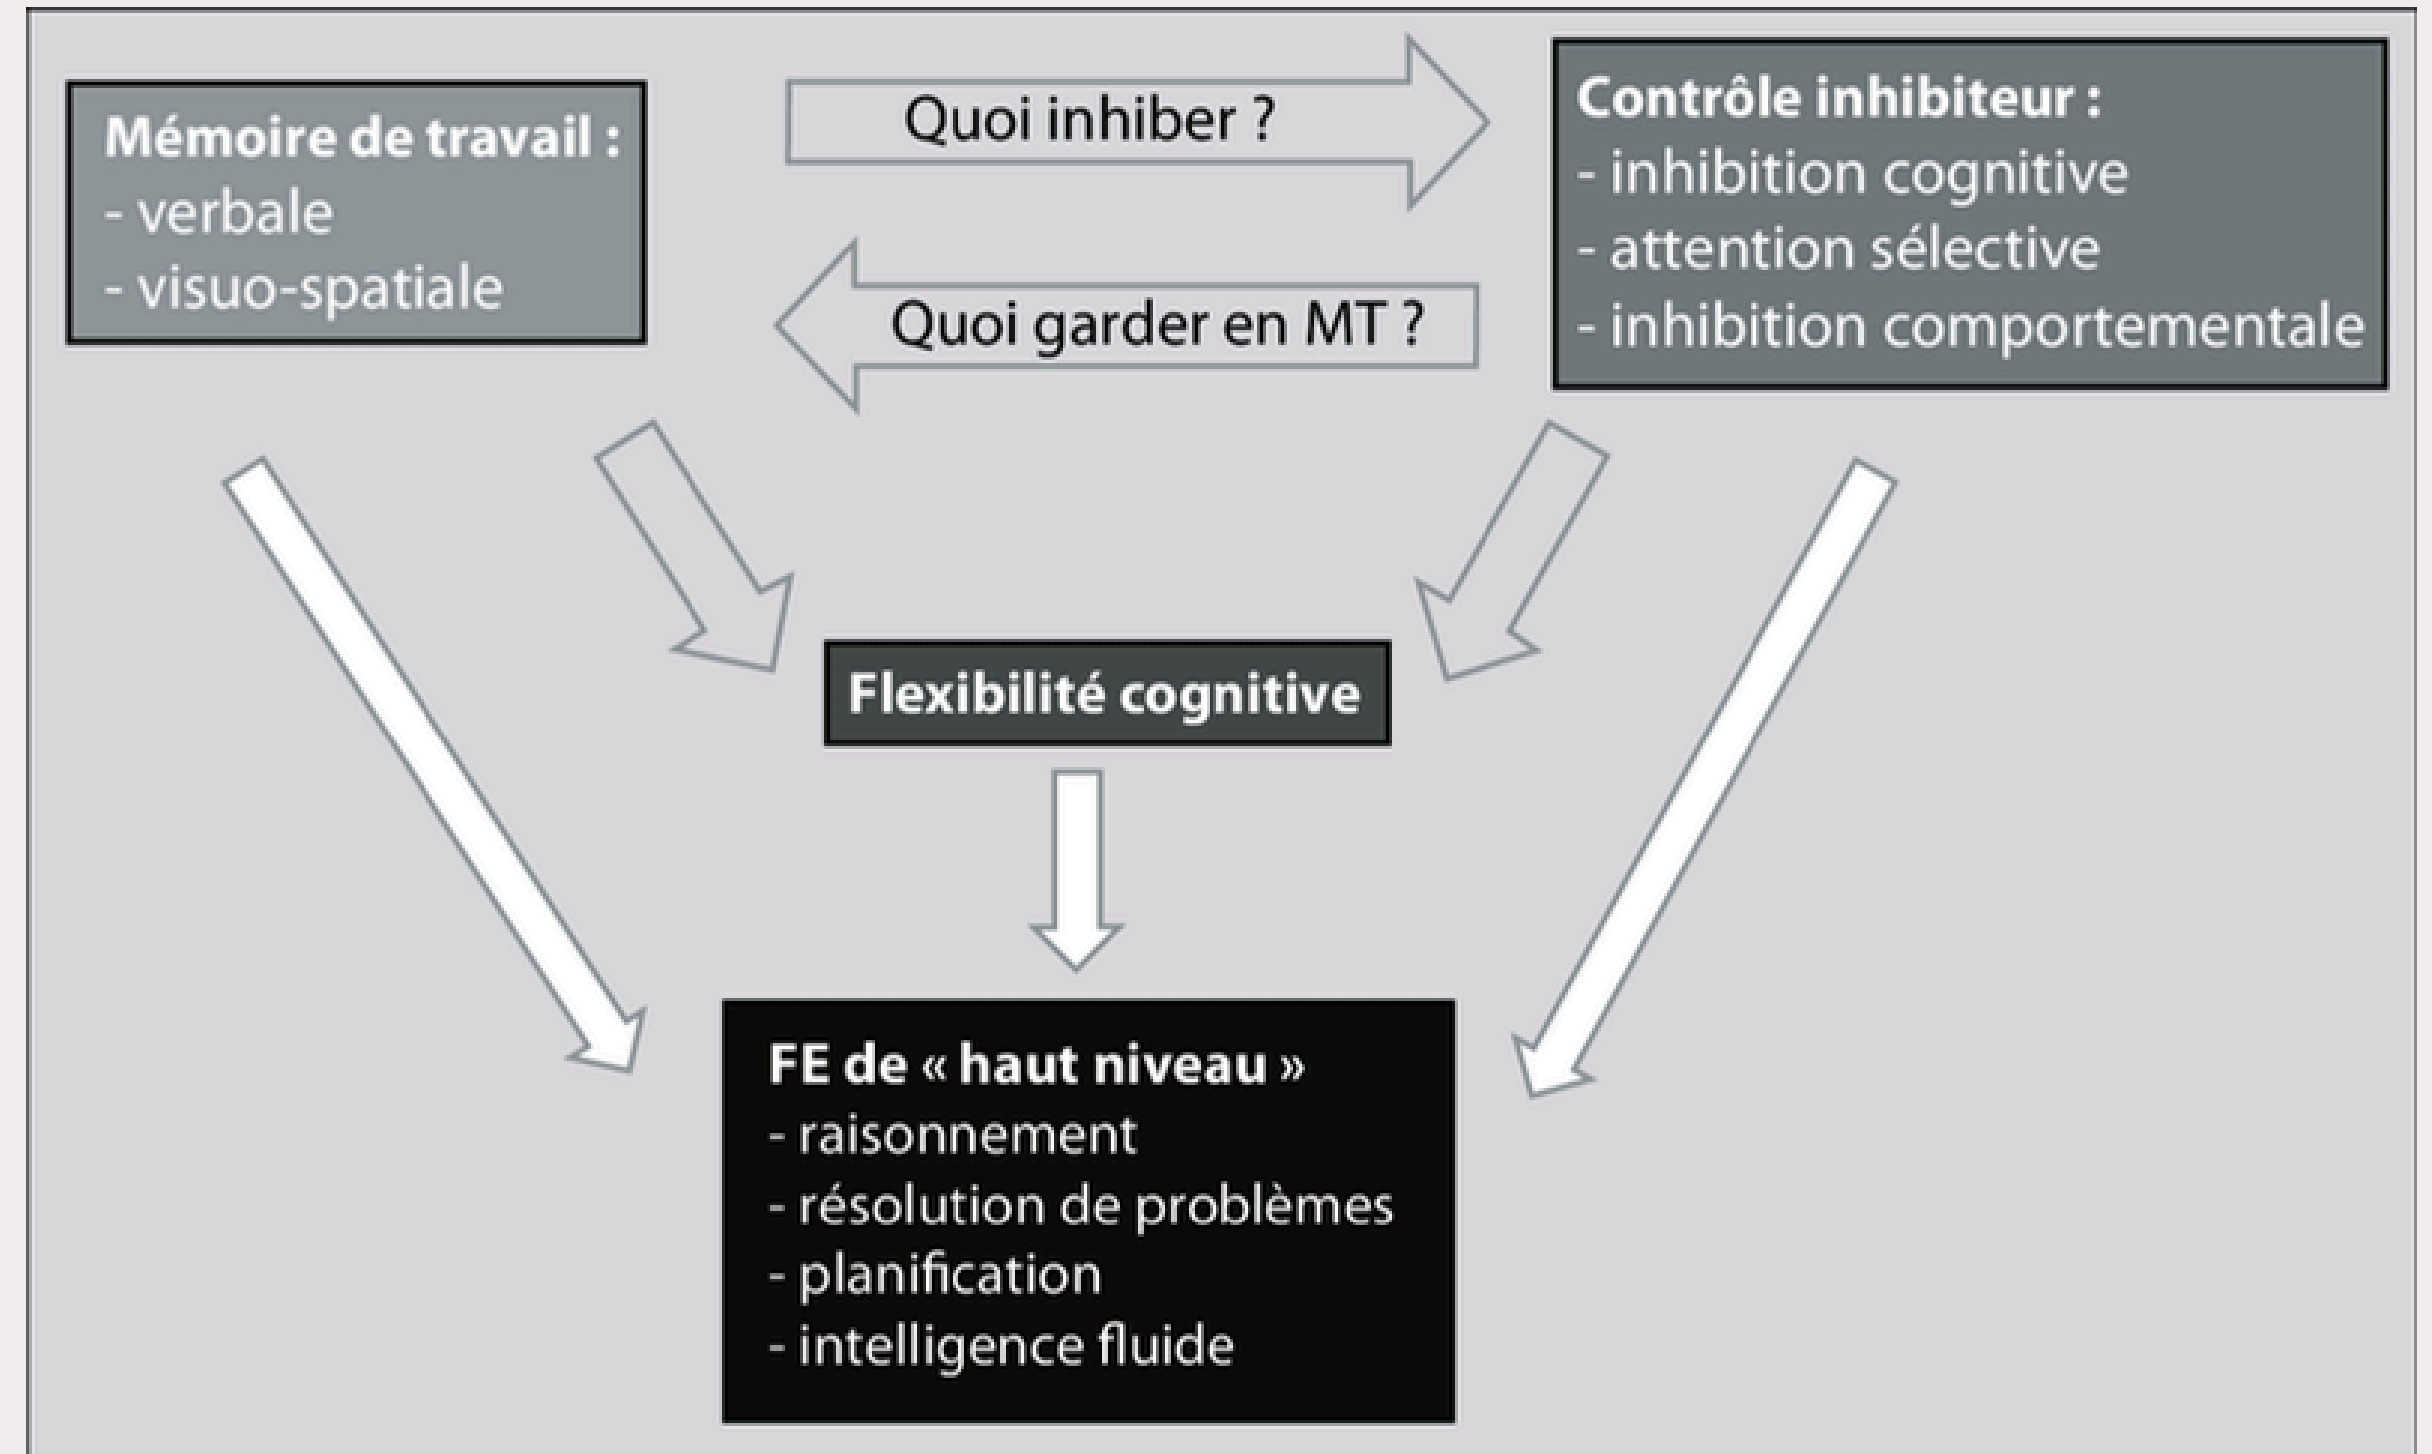 Mémoire de travail :
- verbale
- visuo-spatiale
Quoi inhiber ?
Quoi garder en MT ?
Contrôle inhibiteur :
- inhibition cognitive
- attention sélective
- inhibition comportementale
Flexibilité cognitive
FE de « haut niveau »
- raisonnement
- résolution de problèmes
- planification
- intelligence fluide